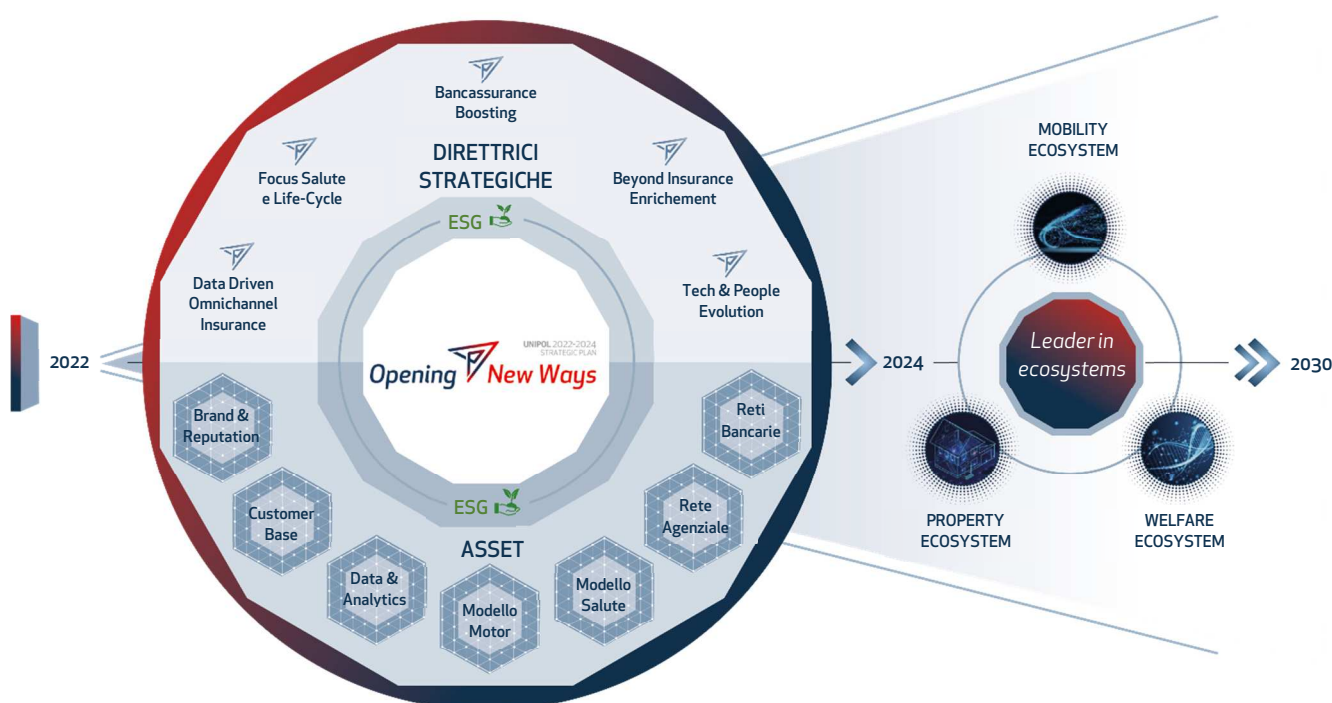 Bancassurance
Boosting
DIRETTRICI
STRATEGICHE
Focus Salute
e Life-Cycle
Beyond Insurance
Enrichement
Data Driven
Omnichannel
Insurance
Tech & People
Evolution
ESG
UNIPOL 2022-2024
STRATEGIC PLAN
Opening New Ways
2022
2024
2030
Brand &
Reputation
Customer
Base
Data &
Analytics
Modello
Motor
Modello
Salute
Rete
Agenziale
Reti
Bancarie
ESG
ASSET
MOBILITY
ECOSYSTEM
Leader in
ecosystems
PROPERTY
ECOSYSTEM
WELFARE
ECOSYSTEM